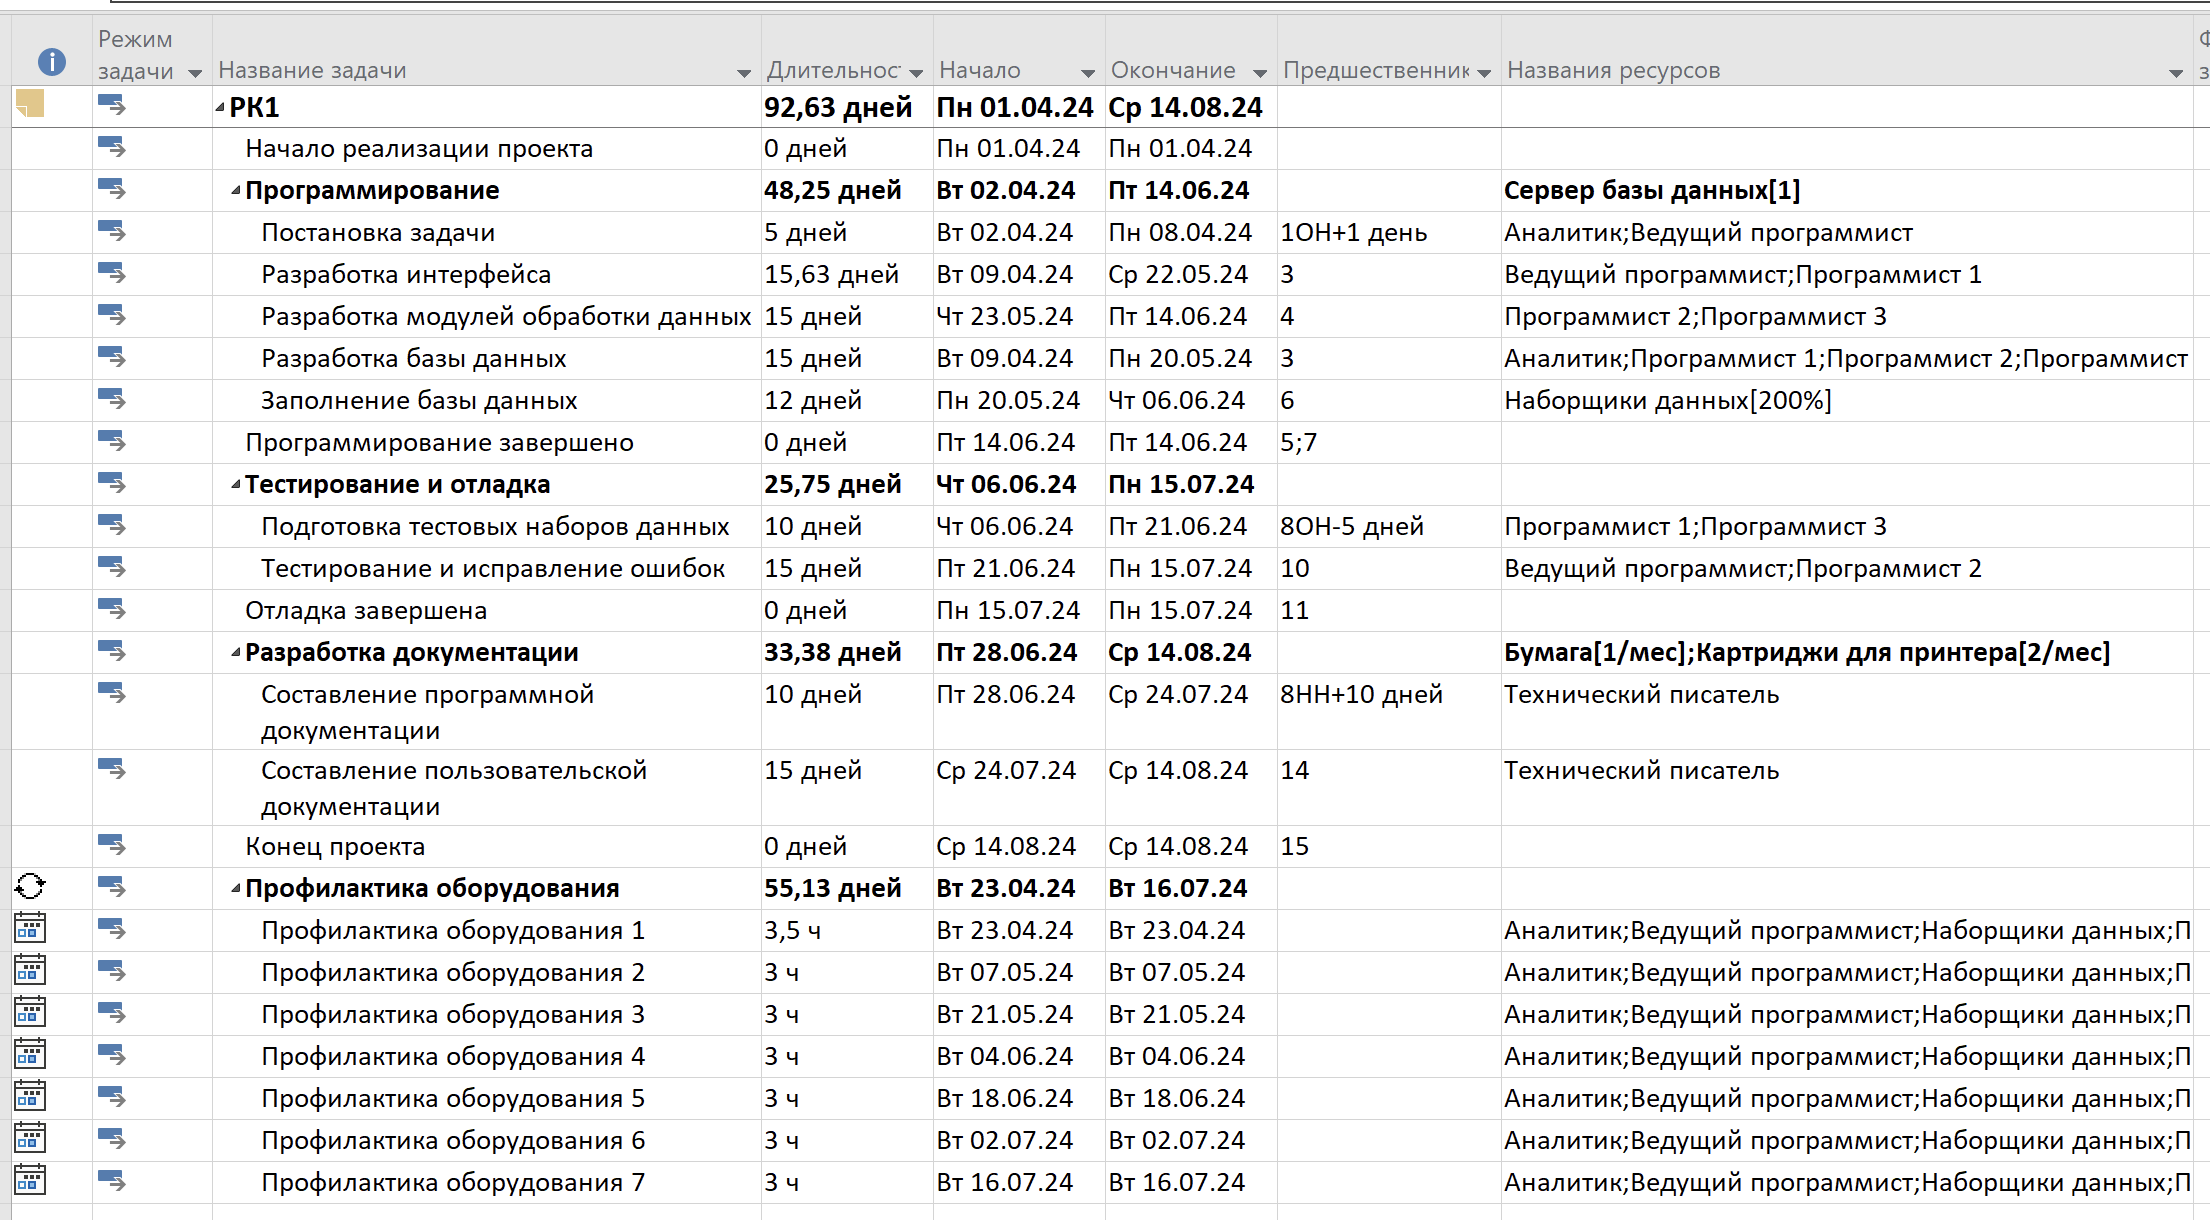 Режим задачи Название задачи Длительнос Начало Окончание Предшественник Названия ресурсов
РК1 92,63 дней Пн 01.04.24 Ср 14.08.24
Начало реализации проекта 0 дней Пн 01.04.24 Пн 01.04.24
Программирование 48,25 дней Вт 02.04.24 Пт 14.06.24 Сервер базы данных[1]
Постановка задачи 5 дней Вт 02.04.24 Пн 08.04.24 1ОН+1 день Аналитик;Ведущий программист
Разработка интерфейса 15,63 дней Вт 09.04.24 Ср 22.05.24 3 Ведущий программист;Программист 1
Разработка модулей обработки данных 15 дней Чт 23.05.24 Пт 14.06.24 4 Программист 2;Программист 3
Разработка базы данных 15 дней Вт 09.04.24 Пн 20.05.24 3 Аналитик;Программист 1;Программист 2;Программист
Заполнение базы данных 12 дней Пн 20.05.24 Чт 06.06.24 6 Наборщики данных[200%]
Программирование завершено 0 дней Пт 14.06.24 Пт 14.06.24 5;7
Тестирование и отладка 25,75 дней Чт 06.06.24 Пн 15.07.24
Подготовка тестовых наборов данных 10 дней Чт 06.06.24 Пт 21.06.24 8ОН-5 дней Программист 1;Программист 3
Тестирование и исправление ошибок 15 дней Пт 21.06.24 Пн 15.07.24 10 Ведущий программист;Программист 2
Отладка завершена 0 дней Пн 15.07.24 Пн 15.07.24 11
Разработка документации 33,38 дней Пт 28.06.24 Ср 14.08.24 Бумага[1/мес];Картриджи для принтера[2/мес]
Составление программной документации 10 дней Пт 28.06.24 Ср 24.07.24 8НН+10 дней Технический писатель
Составление пользовательской документации 15 дней Ср 24.07.24 Ср 14.08.24 14 Технический писатель
Конец проекта 0 дней Ср 14.08.24 Ср 14.08.24 15
Профилактика оборудования 55,13 дней Вт 23.04.24 Вт 16.07.24
Профилактика оборудования 1 3,5 ч Вт 23.04.24 Вт 23.04.24 Аналитик;Ведущий программист;Наборщики данных;П
Профилактика оборудования 2 3 ч Вт 07.05.24 Вт 07.05.24 Аналитик;Ведущий программист;Наборщики данных;П
Профилактика оборудования 3 3 ч Вт 21.05.24 Вт 21.05.24 Аналитик;Ведущий программист;Наборщики данных;П
Профилактика оборудования 4 3 ч Вт 04.06.24 Вт 04.06.24 Аналитик;Ведущий программист;Наборщики данных;П
Профилактика оборудования 5 3 ч Вт 18.06.24 Вт 18.06.24 Аналитик;Ведущий программист;Наборщики данных;П
Профилактика оборудования 6 3 ч Вт 02.07.24 Вт 02.07.24 Аналитик;Ведущий программист;Наборщики данных;П
Профилактика оборудования 7 3 ч Вт 16.07.24 Вт 16.07.24 Аналитик;Ведущий программист;Наборщики данных;П